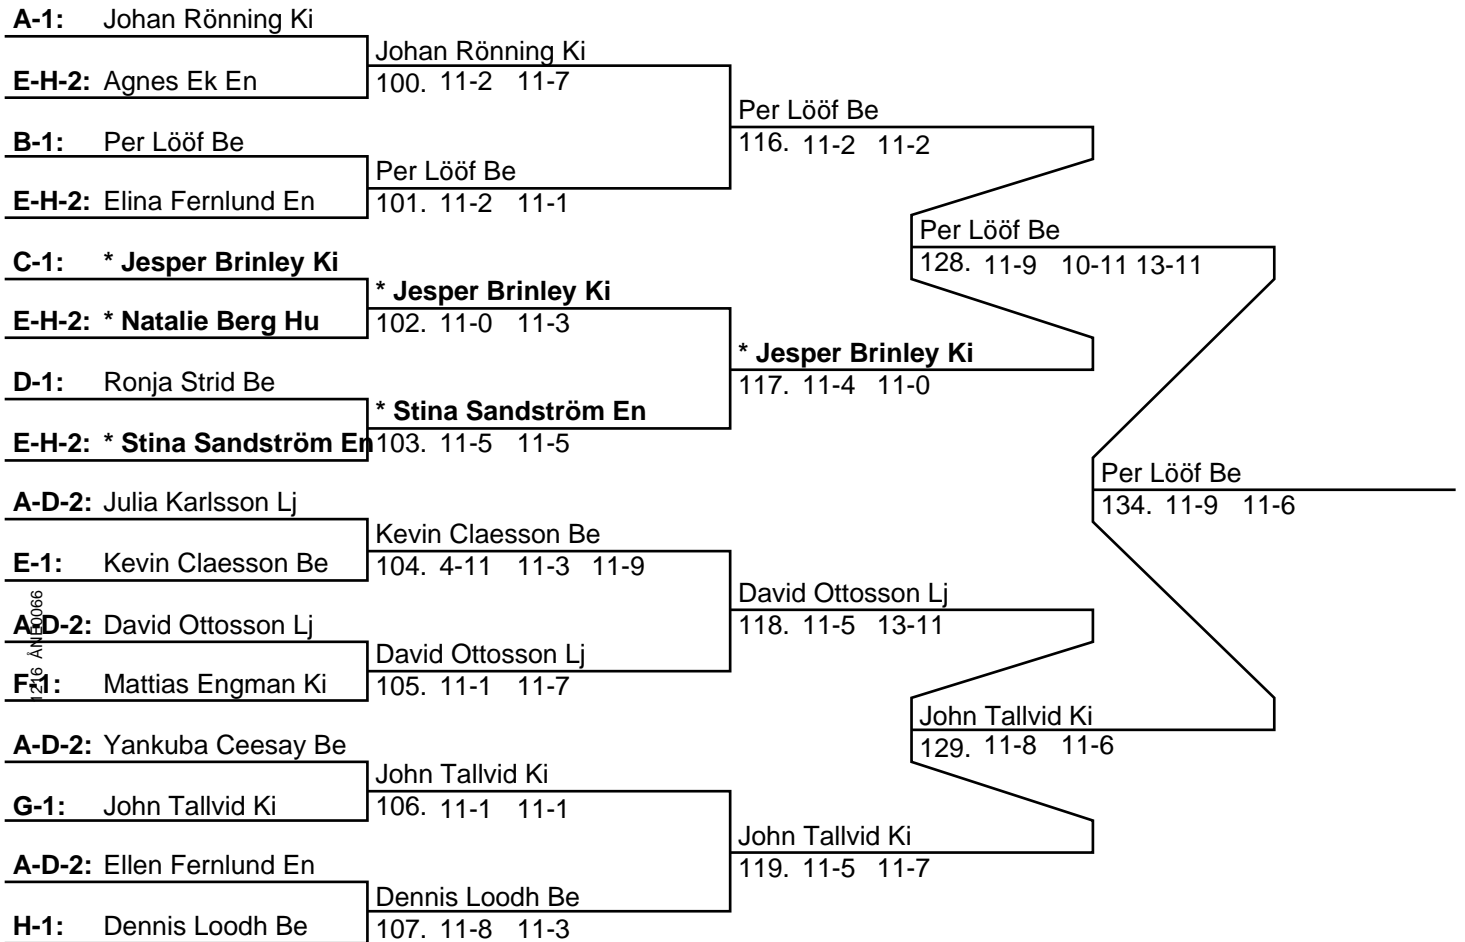 A-1: Johan Rönning Ki
Johan Rönning Ki
E-H-2: Agnes Ek En
100. 11-2 11-7
Per Lööf Be
B-1: Per Lööf Be
116. 11-2 11-2
Per Lööf Be
E-H-2: Elina Fernlund En
101. 11-2 11-1
Per Lööf Be
C-1: * Jesper Brinley Ki
128. 11-9 10-11 13-11
* Jesper Brinley Ki
E-H-2: * Natalie Berg Hu
102. 11-0 11-3
* Jesper Brinley Ki
D-1: Ronja Strid Be
117. 11-4 11-0
* Stina Sandström En
E-H-2: * Stina Sandström En
103. 11-5 11-5
Per Lööf Be
A-D-2: Julia Karlsson Lj
134. 11-9 11-6
Kevin Claesson Be
E-1: Kevin Claesson Be
104. 4-11 11-3 11-9
David Ottosson Lj
1216 ÅNE0066
A-D-2: David Ottosson Lj
118. 11-5 13-11
David Ottosson Lj
F-1: Mattias Engman Ki
105. 11-1 11-7
John Tallvid Ki
A-D-2: Yankuba Ceesay Be
129. 11-8 11-6
John Tallvid Ki
G-1: John Tallvid Ki
106. 11-1 11-1
John Tallvid Ki
A-D-2: Ellen Fernlund En
119. 11-5 11-7
Dennis Loodh Be
H-1: Dennis Loodh Be
107. 11-8 11-3